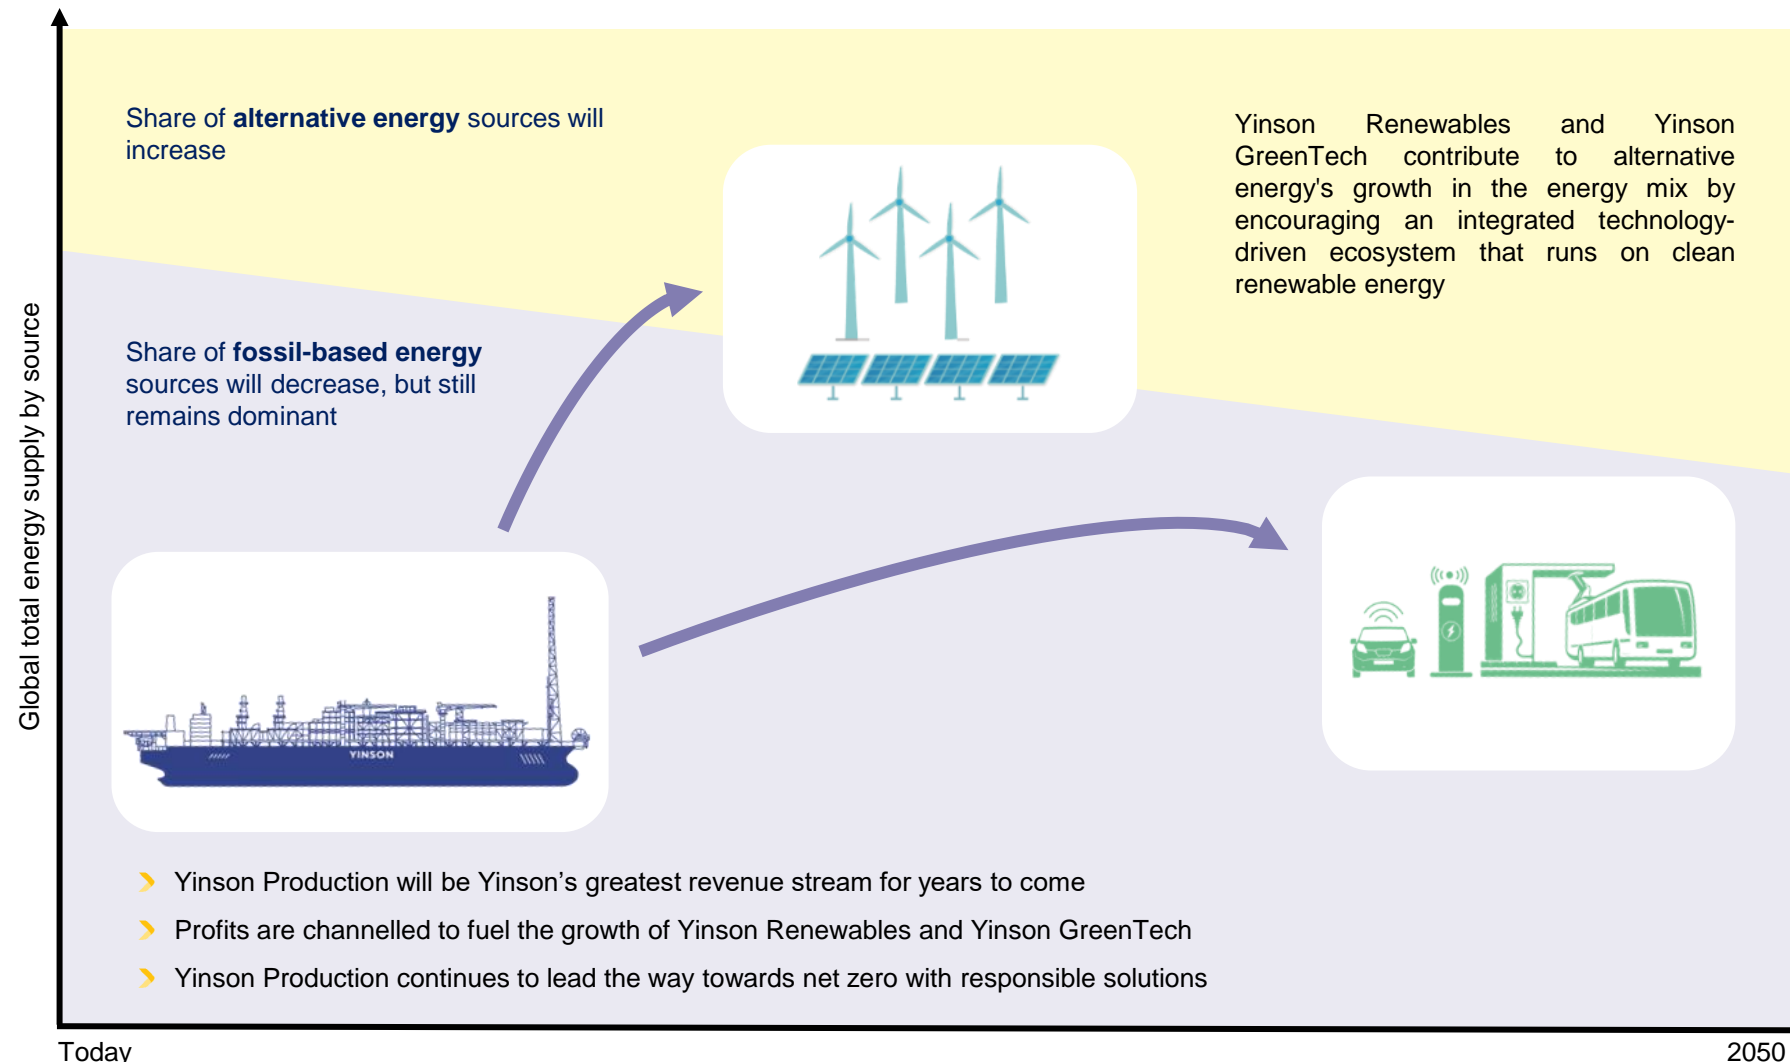 Share of alternative energy sources will
increase
Yinson Renewables and Yinson
GreenTech contribute to alternative
energy's growth in the energy mix by
encouraging an integrated technology-
driven ecosystem that runs on clean
renewable energy
Global total energy supply by source
Share of fossil-based energy
sources will decrease, but still
remains dominant
YINSON
Yinson Production will be Yinson’s greatest revenue stream for years to come
Profits are channelled to fuel the growth of Yinson Renewables and Yinson GreenTech
Yinson Production continues to lead the way towards net zero with responsible solutions
Today
2050